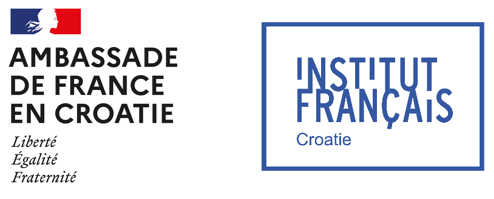 AMBASSADE
DE FRANCE
EN CROATIE
Liberté
Égalité
Fraternité
INSTITUT
FRANÇAIS
Croatie